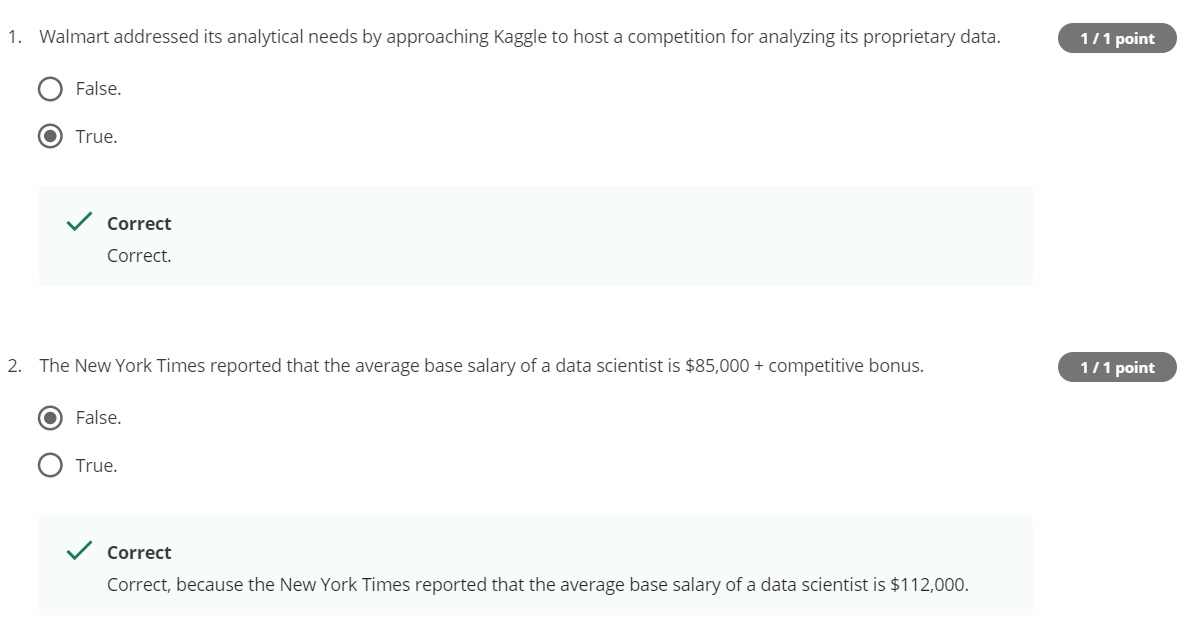 1. Walmart addressed its analytical needs by approaching Kaggle to host a competition for analyzing its proprietary data.
1 / 1 point
False.
True.
Correct
Correct.
2. The New York Times reported that the average base salary of a data scientist is $85,000 + competitive bonus.
1 / 1 point
False.
True.
Correct
Correct, because the New York Times reported that the average base salary of a data scientist is $112,000.